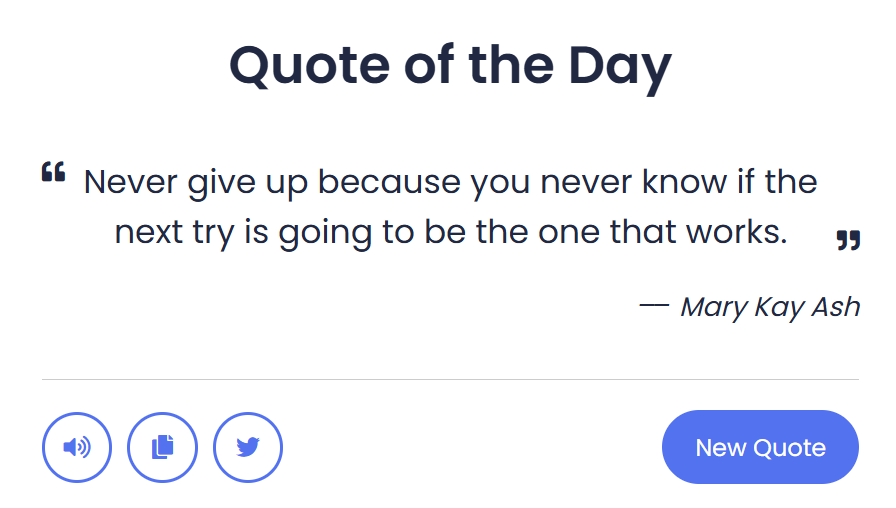 Quote of the Day
“ Never give up because you never know if the
next try is going to be the one that works. ”
— Mary Kay Ash
New Quote